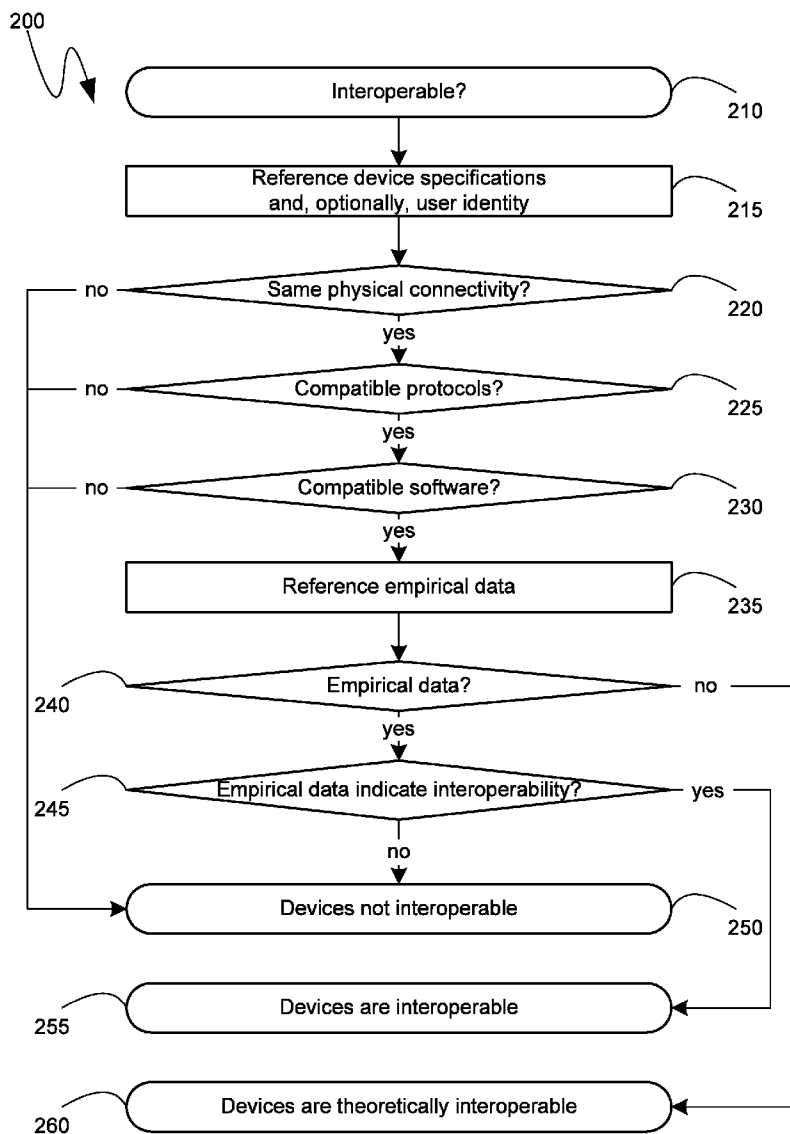 200
Interoperable?
210
Reference device specifications
and, optionally, user identity
215
no
Same physical connectivity?
220
yes
no
Compatible protocols?
225
yes
no
Compatible software?
230
yes
Reference empirical data
235
Empirical data?
no
240
yes
Empirical data indicate interoperability?
yes
245
no
Devices not interoperable
250
Devices are interoperable
255
Devices are theoretically interoperable
260